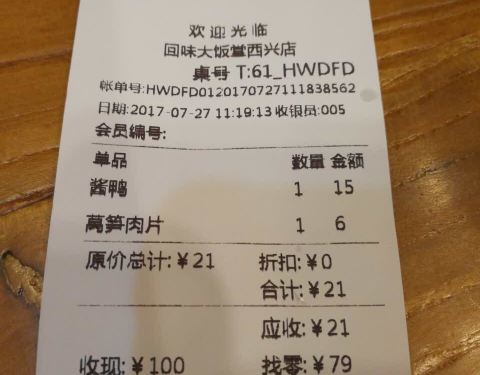 欢迎光临
回味大饭堂西兴店
桌号 T:61_HWDFD
帐单号:HWDFD0120170727111838562
日期:2017-07-27 11:19:13 收银员:005
会员编号:
单品 数量 金额
酱鸭 1 15
莴笋肉片 1 6
原价总计:￥21 折扣:￥0
合计:￥21
应收:￥21
收现:￥100 找零:￥79